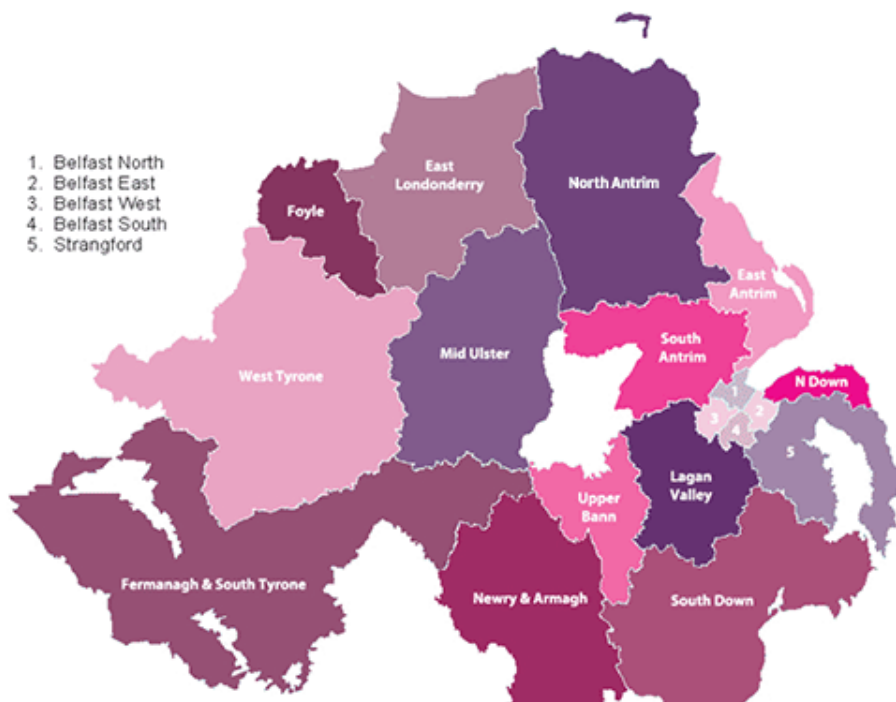 1. Belfast North
2. Belfast East
3. Belfast West
4. Belfast South
5. Strangford
East
Londonderry
North Antrim
Foyle
East
Antrim
South
Antrim
Mid Ulster
West Tyrone
N Down
1
2
3
4
5
Lagan
Valley
Upper
Bann
Fermanagh & South Tyrone
Newry & Armagh
South Down